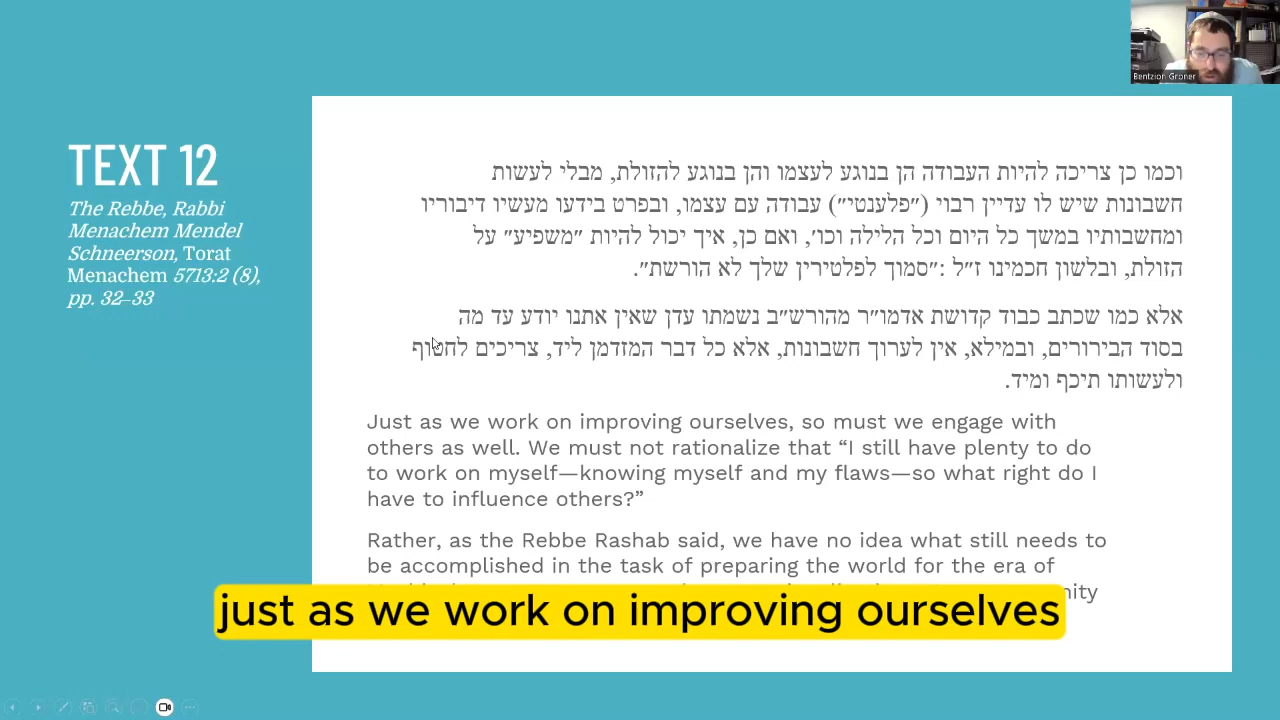 Bentzion Groner
TEXT 12
The Rebbe, Rabbi
Menachem Mendel
Schneerson, Torat
Menachem 5713:2 (8),
pp. 32–33
וכמו כן צריכה להיות העבודה הן בנוגע לעצמו והן בנוגע להזולת, מבלי לעשות
חשבונות שיש לו עדיין רבוי (״פלענטי״) עבודה עם עצמו, ובפרט בידעו מעשיו דיבוריו
ומחשבותיו במשך כל היום וכל הלילה וכו׳, ואם כן, איך יכול להיות ״משפיע״ על
הזולת, ובלשון חכמינו ז״ל :״סמוך לפלטירין שלך לא הורשת״.
אלא כמו שכתב כבוד קדושת אדמו״ר מהורש״ב נשמתו עדן שאין אתנו יודע עד מה
בסוד הבירורים, ובמילא, אין לערוך חשבונות, אלא כל דבר המזדמן ליד, צריכים לחטוף
ולעשותו תיכף ומיד.
Just as we work on improving ourselves, so must we engage with
others as well. We must not rationalize that “I still have plenty to do
to work on myself—knowing myself and my flaws—so what right do I
have to influence others?”
Rather, as the Rebbe Rashab said, we have no idea what still needs to
be accomplished in the task of preparing the world for the era of
just as we work on improving ourselves